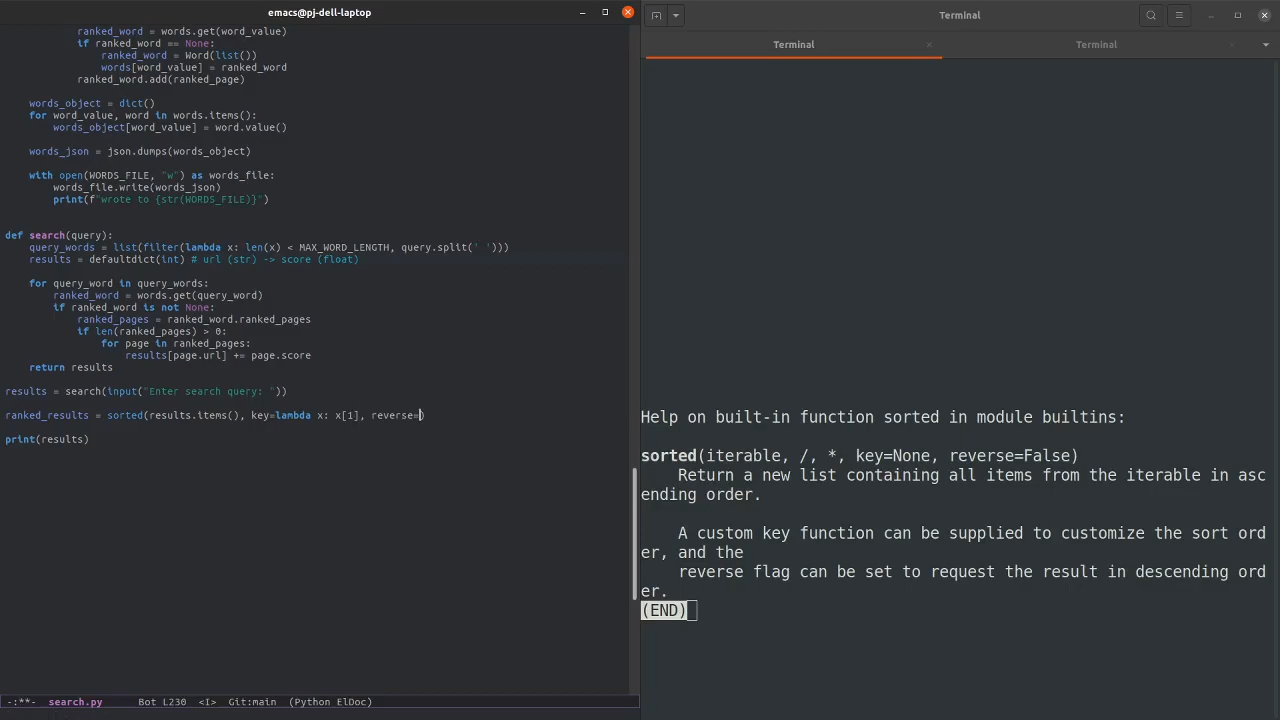 emacs@pj-dell-laptop
ranked_word = words.get(word_value)
if ranked_word == None:
ranked_word = Word(list())
words[word_value] = ranked_word
ranked_word.add(ranked_page)
words_object = dict()
for word_value, word in words.items():
words_object[word_value] = word.value()
words_json = json.dumps(words_object)
with open(WORDS_FILE, "w") as words_file:
words_file.write(words_json)
print(f"wrote to {str(WORDS_FILE)}")
def search(query):
query_words = list(filter(lambda x: len(x) < MAX_WORD_LENGTH, query.split(' ')))
results = defaultdict(int) # url (str) -> score (float)
for query_word in query_words:
ranked_word = words.get(query_word)
if ranked_word is not None:
ranked_pages = ranked_word.ranked_pages
if len(ranked_pages) > 0:
for page in ranked_pages:
results[page.url] += page.score
return results
results = search(input("Enter search query: "))
ranked_results = sorted(results.items(), key=lambda x: x[1], reverse=)
print(results)
-:**- search.py Bot L230 <I> Git:main (Python ElDoc)
Terminal
Terminal
Terminal
Help on built-in function sorted in module builtins:
sorted(iterable, /, *, key=None, reverse=False)
Return a new list containing all items from the iterable in asc
ending order.
A custom key function can be supplied to customize the sort ord
er, and the
reverse flag can be set to request the result in descending ord
er.
(END)